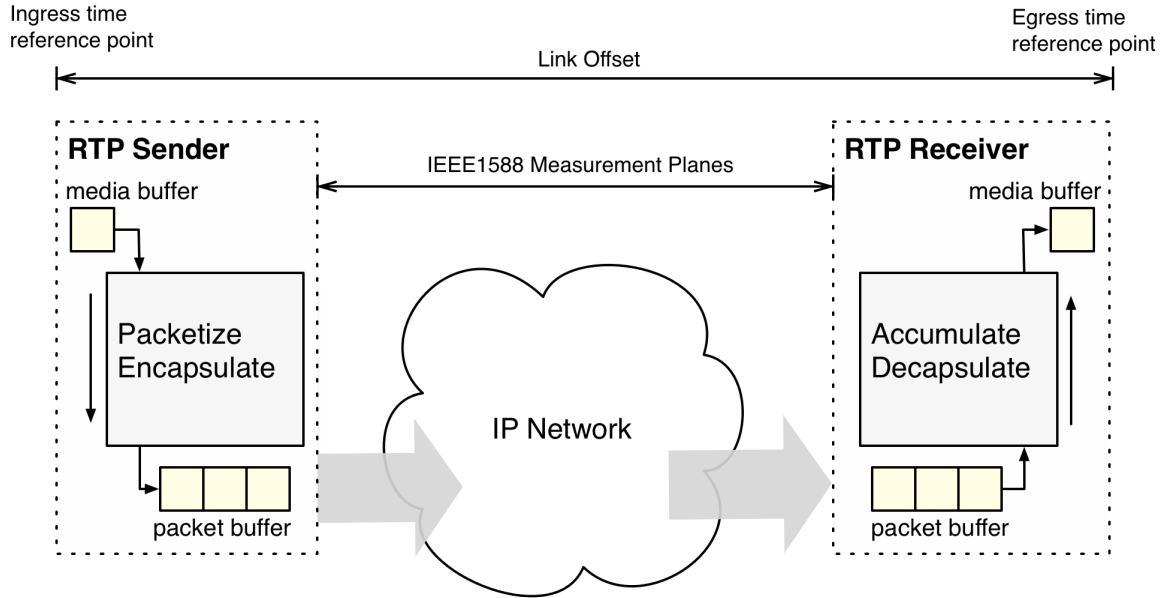 Ingress time
reference point
Egress time
reference point
Link Offset
RTP Sender
IEEE1588 Measurement Planes
RTP Receiver
media buffer
media buffer
Packetize
Encapsulate
Accumulate
Decapsulate
IP Network
packet buffer
packet buffer